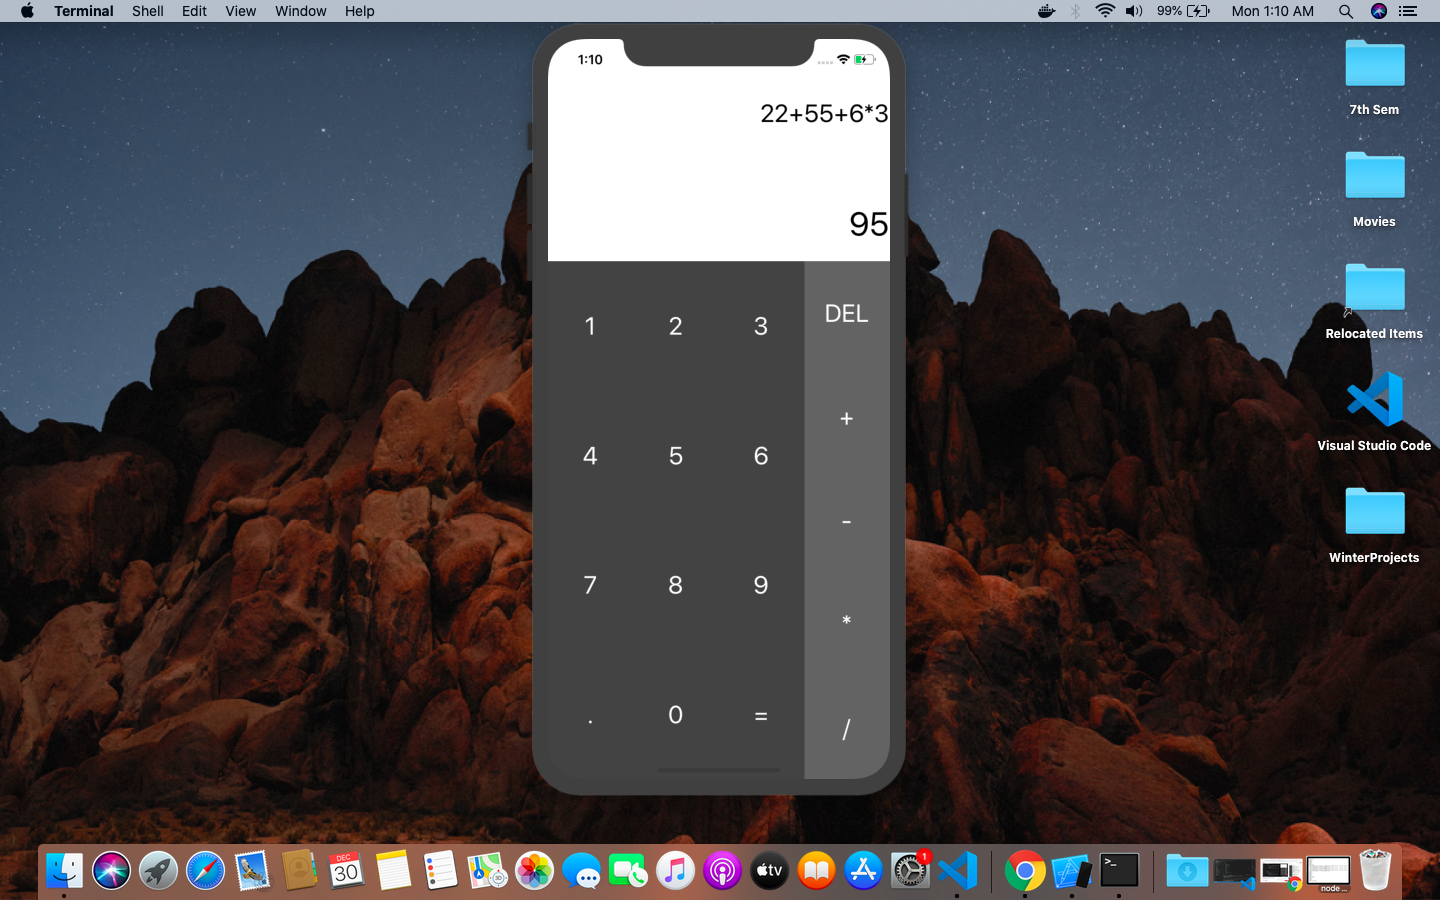 Terminal Shell Edit View Window Help 99% Mon 1:10 AM
1:10
22+55+6*3
95
1 2 3 DEL
+
4 5 6
-
7 8 9
*
. 0 =
/
7th Sem
Movies
Relocated Items
Visual Studio Code
WinterProjects
DEC
30
3D
tv
1
>_
node ...